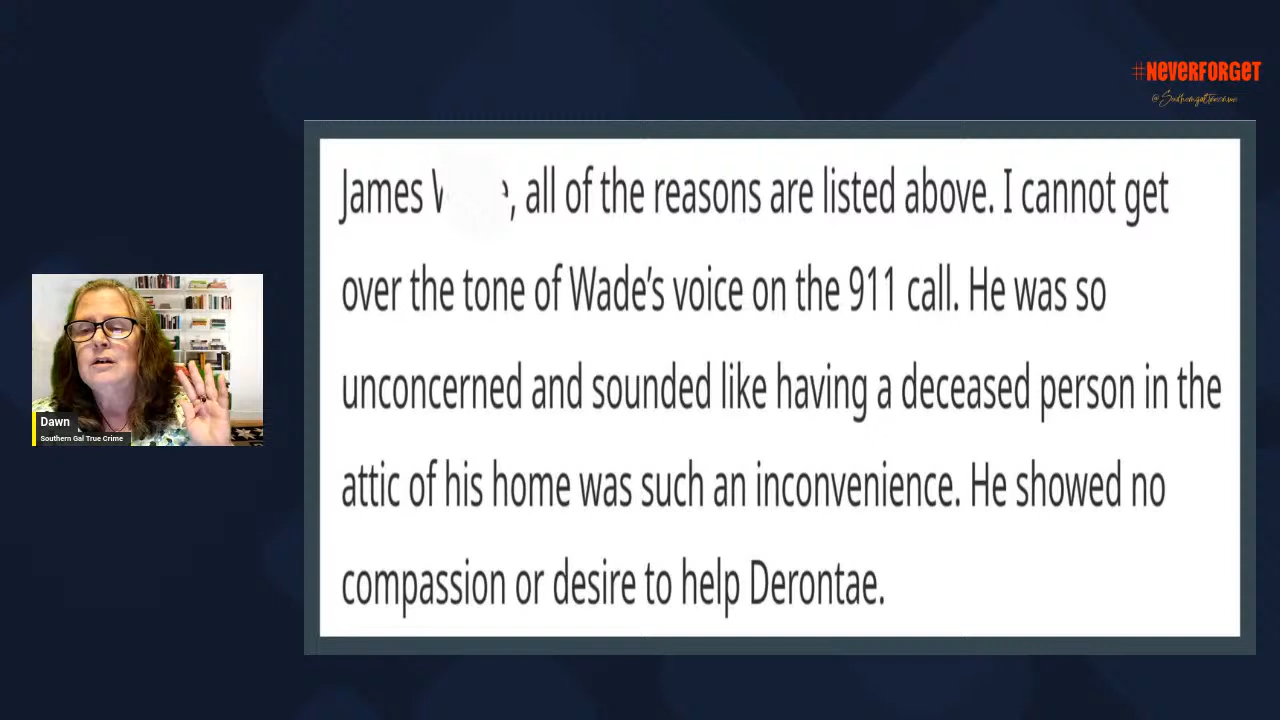 #NEVERFORGET
@Southerngaltruecrime
James W e, all of the reasons are listed above. I cannot get
over the tone of Wade's voice on the 911 call. He was so
unconcerned and sounded like having a deceased person in the
attic of his home was such an inconvenience. He showed no
compassion or desire to help Derontae.
Dawn
Southern Gal True Crime